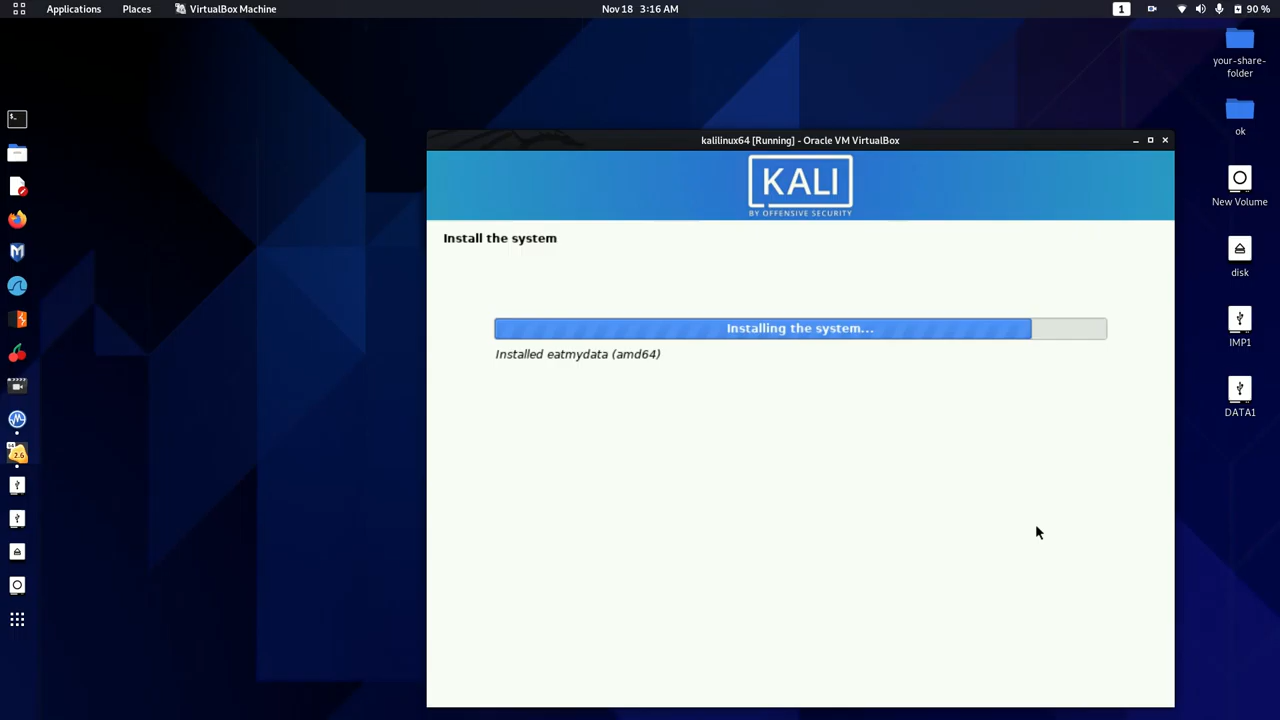 Applications Places VirtualBox Machine Nov 18 3:16 AM 1 90 %
your-share-
folder
ok
New Volume
disk
IMP1
DATA1
kalilinux64 [Running] - Oracle VM VirtualBox
KALI
BY OFFENSIVE SECURITY
Install the system
Installing the system...
Installed eatmydata (amd64)
2.6